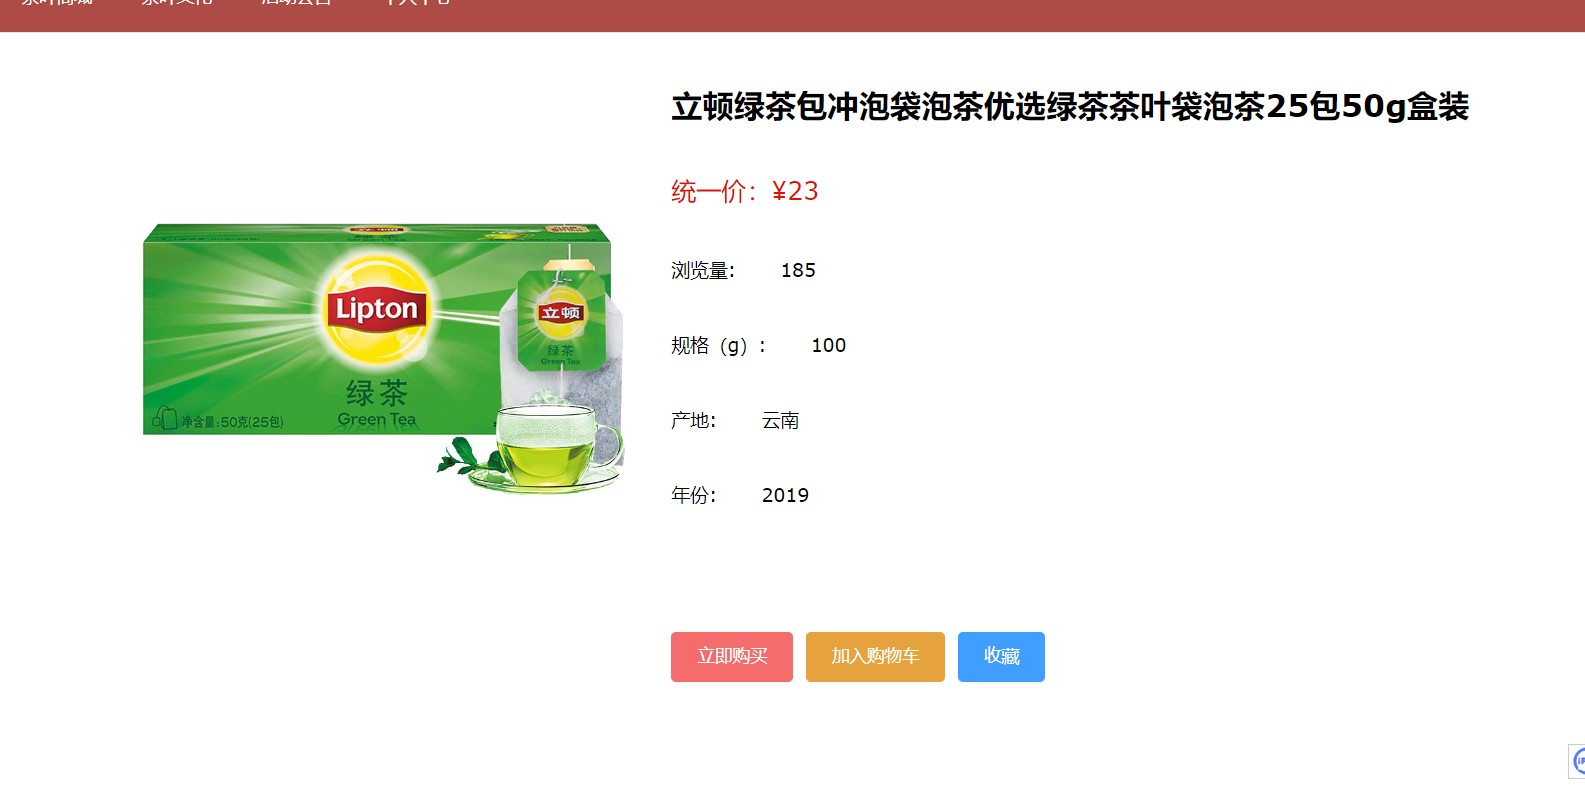 立顿绿茶包冲泡袋泡茶优选绿茶茶叶袋泡茶25包50g盒装
统一价：¥23
浏览量: 185
规格（g）: 100
产地: 云南
年份: 2019
Lipton
绿茶
Green Tea
净含量:50克(25包)
立顿
绿茶
Green Tea
立即购买 加入购物车 收藏